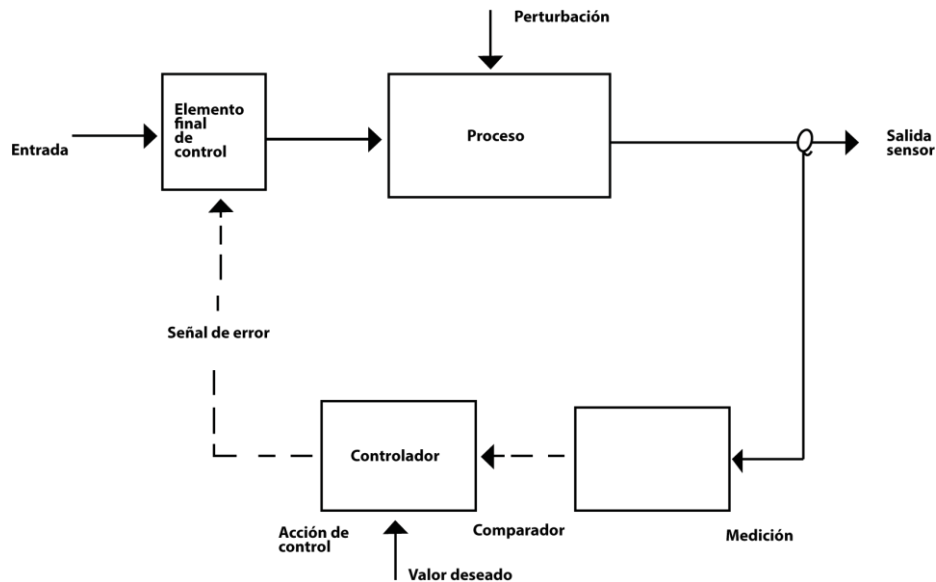 Perturbación
Elemento
final
de
control
Proceso
Entrada
Salida
sensor
Señal de error
Controlador
Acción de
control
Comparador
Medición
Valor deseado